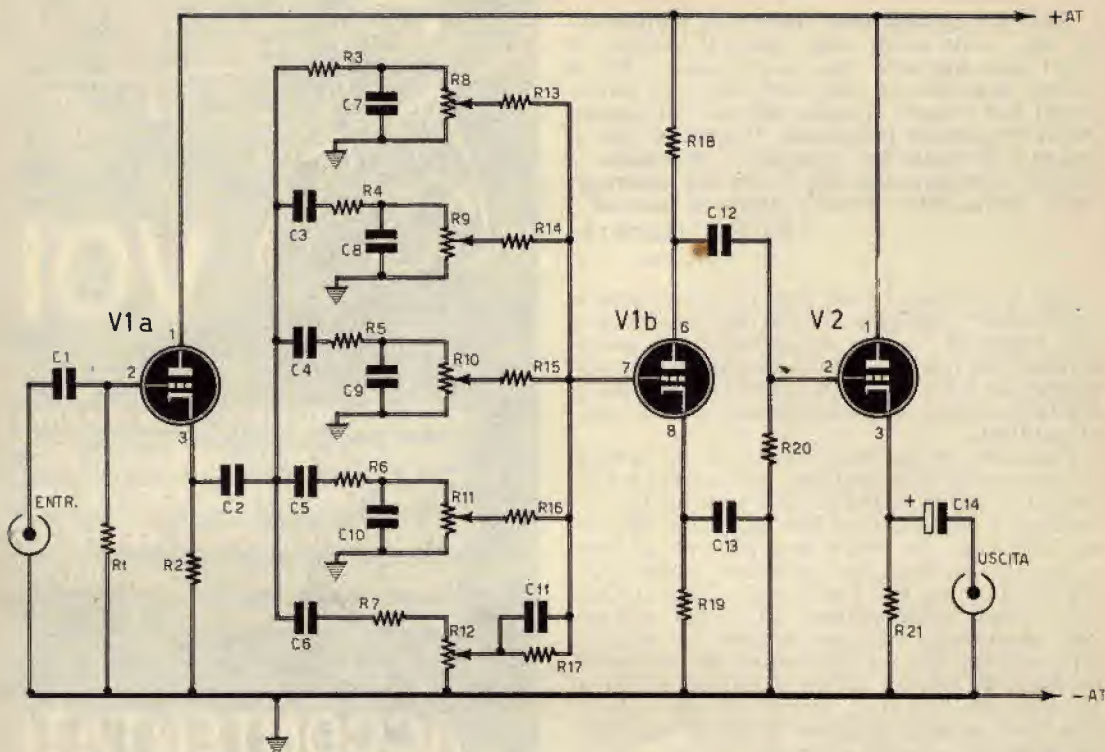 + AT
R3
R8
R13
C7
R18
R4
C12
R9
R14
C3
C8
V1a
V1b
V2
R5
C1
1
R10
R15
6
1
2
7
2
C4
C9
3
8
3
R20
R6
ENTR.
C2
C5
R11
R16
+
C14
C10
C13
USCITA
R1
R2
R7
C11
R19
R21
C6
R12
R17
- AT